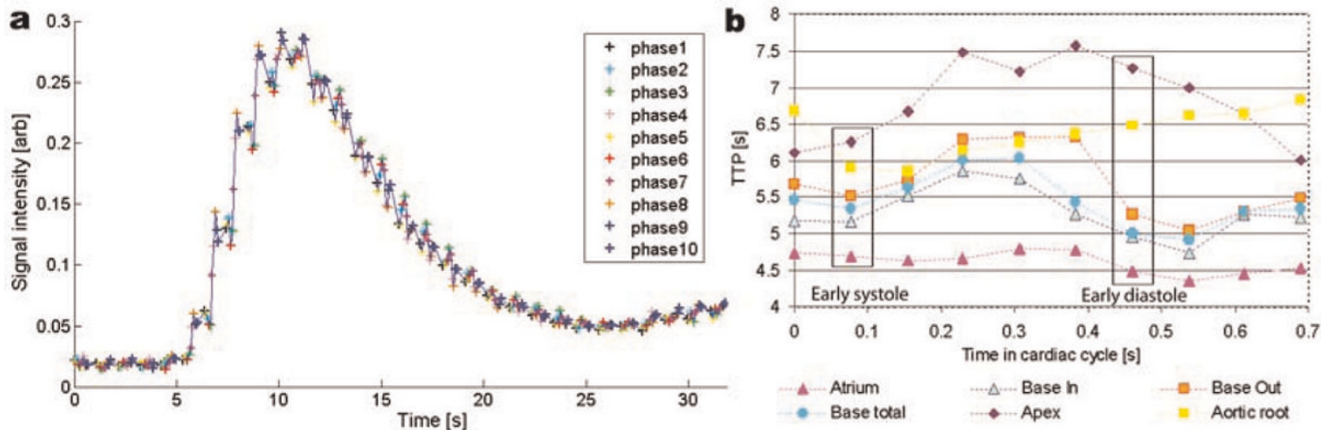 a
0.3
0.25
0.2
0.15
0.1
0.05
0
Signal intensity [arb]
0 5 10 15 20 25 30
Time [s]
phase1
phase2
phase3
phase4
phase5
phase6
phase7
phase8
phase9
phase10
b
8
7.5
7
6.5
6
5.5
5
4.5
4
TTP [s]
Early systole
Early diastole
0 0.1 0.2 0.3 0.4 0.5 0.6 0.7
Time in cardiac cycle [s]
Atrium Base In Base Out
Base total Apex Aortic root